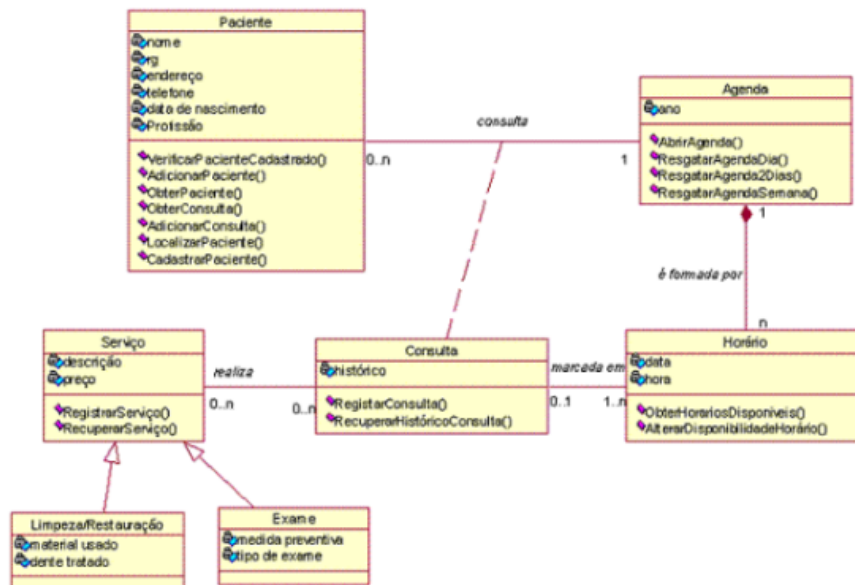 Paciente
nome
rg
endereço
telefone
data de nascimento
Profissão
VerificarPacienteCadastrado()
AdicionarPaciente()
ObterPaciente()
ObterConsulta()
AdicionarConsulta()
LocalizarPaciente()
CadastrarPaciente()
consulta
0..n
1
Agenda
ano
AbrirAgenda()
ResgatarAgendaDia()
ResgatarAgenda2Dias()
ResgatarAgendaSemana()
1
é formada por
n
Serviço
descrição
preço
RegistrarServiço()
RecuperarServiço()
realiza
0..n
0..n
Consulta
histórico
RegistarConsulta()
RecuperarHistóricoConsulta()
marcada em
0..1
1..n
Horário
data
hora
ObterHorariosDisponíveis()
AlterarDisponibilidadeHorário()
Limpeza/Restauração
material usado
dente tratado
Exame
medida preventiva
tipo de exame